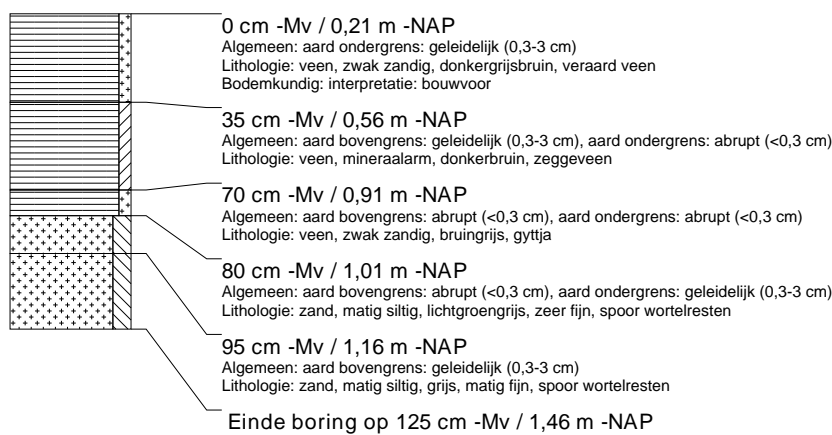 0 cm -Mv / 0,21 m -NAP
Algemeen: aard ondergrens: geleidelijk (0,3-3 cm)
Lithologie: veen, zwak zandig, donkergrijsbruin, veraard veen
Bodemkundig: interpretatie: bouwvoor
35 cm -Mv / 0,56 m -NAP
Algemeen: aard bovengrens: geleidelijk (0,3-3 cm), aard ondergrens: abrupt (<0,3 cm)
Lithologie: veen, mineraalarm, donkerbruin, zeggeveen
70 cm -Mv / 0,91 m -NAP
Algemeen: aard bovengrens: abrupt (<0,3 cm), aard ondergrens: abrupt (<0,3 cm)
Lithologie: veen, zwak zandig, bruingrijs, gyttja
80 cm -Mv / 1,01 m -NAP
Algemeen: aard bovengrens: abrupt (<0,3 cm), aard ondergrens: geleidelijk (0,3-3 cm)
Lithologie: zand, matig siltig, lichtgroengrijs, zeer fijn, spoor wortelresten
95 cm -Mv / 1,16 m -NAP
Algemeen: aard bovengrens: geleidelijk (0,3-3 cm)
Lithologie: zand, matig siltig, grijs, matig fijn, spoor wortelresten
Einde boring op 125 cm -Mv / 1,46 m -NAP